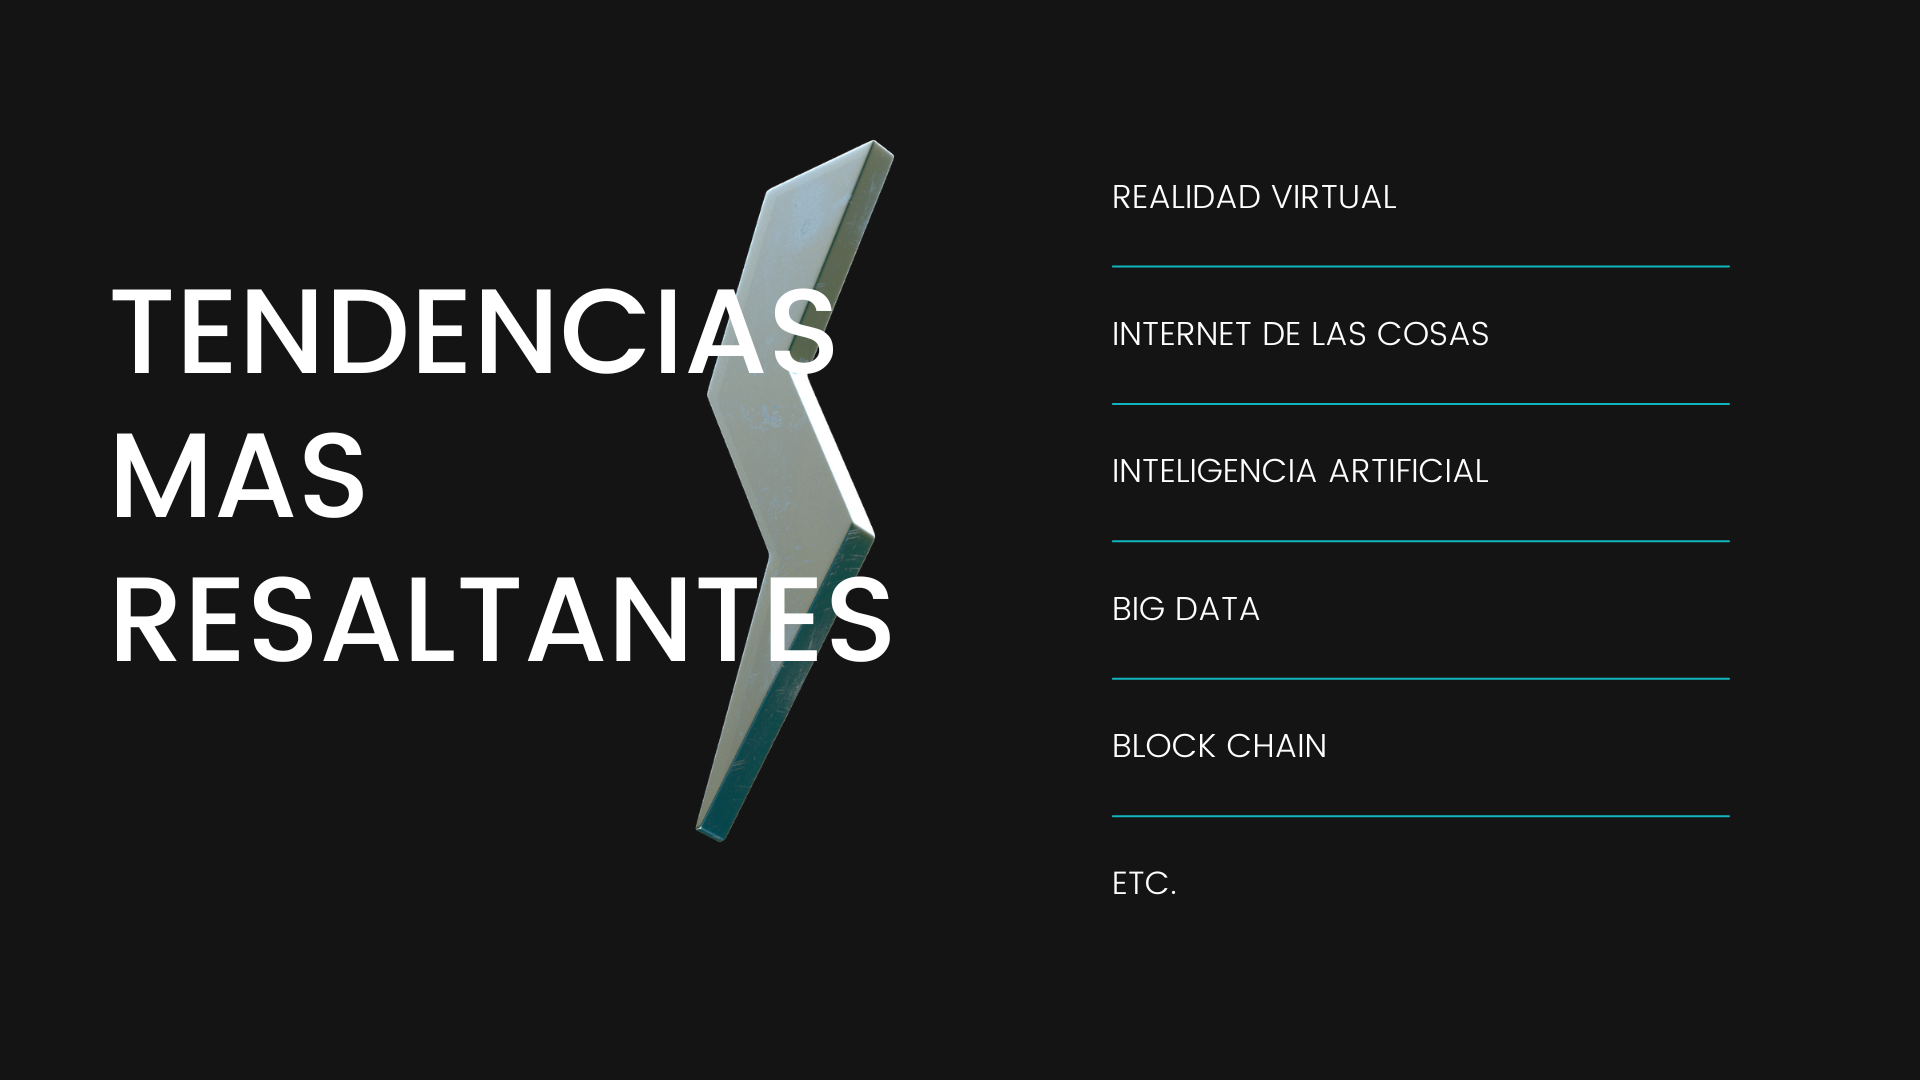 TENDENCIAS
MAS
RESALTANTES
REALIDAD VIRTUAL
INTERNET DE LAS COSAS
INTELIGENCIA ARTIFICIAL
BIG DATA
BLOCK CHAIN
ETC.